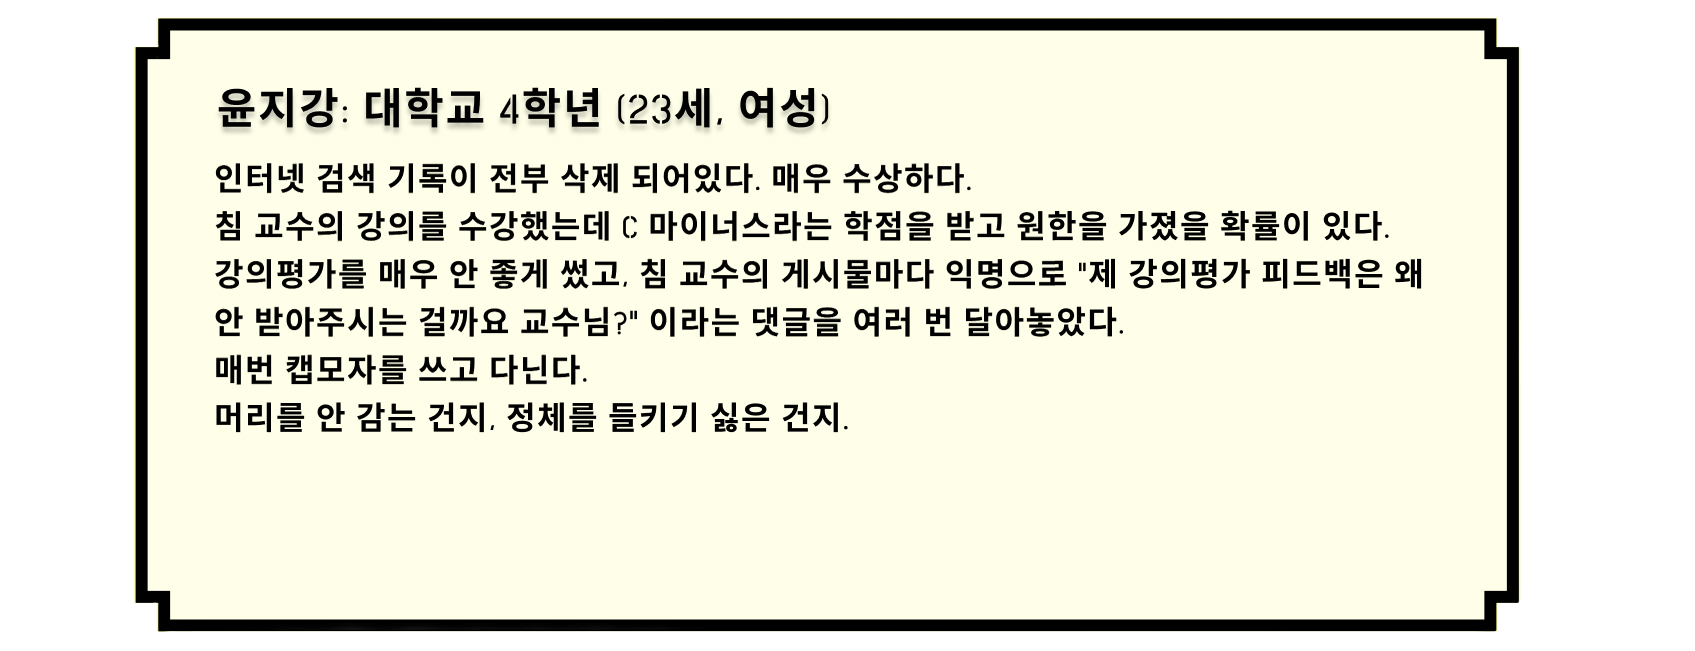 윤지강: 대학교 4학년 (23세, 여성)
인터넷 검색 기록이 전부 삭제 되어있다. 매우 수상하다.
침 교수의 강의를 수강했는데 C 마이너스라는 학점을 받고 원한을 가졌을 확률이 있다.
강의평가를 매우 안 좋게 썼고, 침 교수의 게시물마다 익명으로 "제 강의평가 피드백은 왜
안 받아주시는 걸까요 교수님?" 이라는 댓글을 여러 번 달아놓았다.
매번 캡모자를 쓰고 다닌다.
머리를 안 감는 건지, 정체를 들키기 싫은 건지.